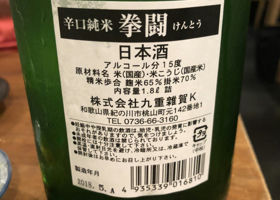 辛口純米 拳闘 けんとう
日本酒
アルコール分15度
原材料名 米(国産)・米こうじ(国産米)
精米歩合 麹米65%掛米70%
内容量1.8ℓ 詰
株式会社九重雜賀K
和歌山県紀の川市桃山町元142番地1
TEL 0736-66-3160
製造年月
2018.
4 935339 016810